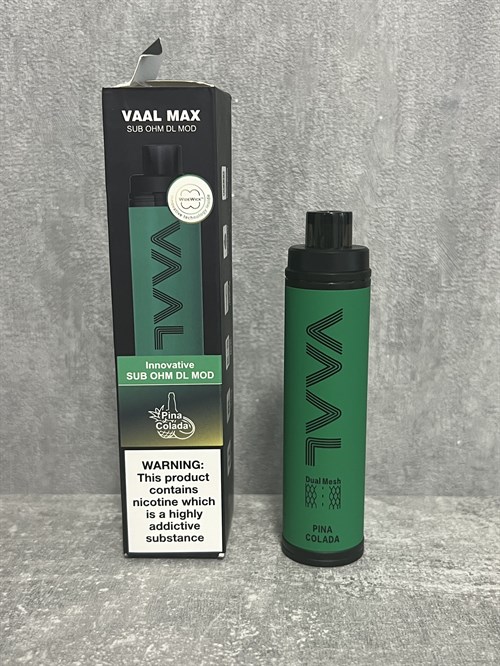 VAAL MAX
SUB OHM DL MOD
VAAL
Innovative
SUB OHM DL MOD
Pina
Colada
WARNING:
This product
contains
nicotine which
is a highly
addictive
substance
VAAL
Dual Mesh
PINA
COLADA